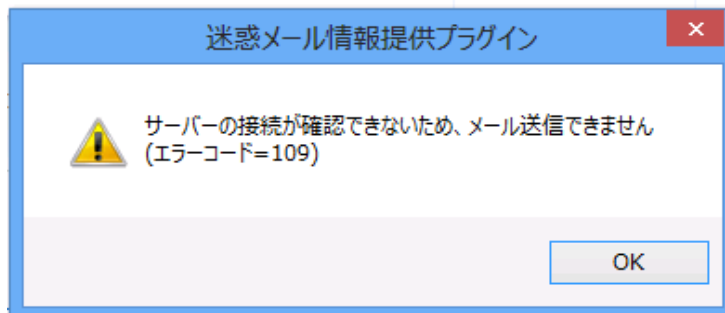 迷惑メール情報提供プラグイン
サーバーの接続が確認できないため、メール送信できません
(エラーコード=109)
OK